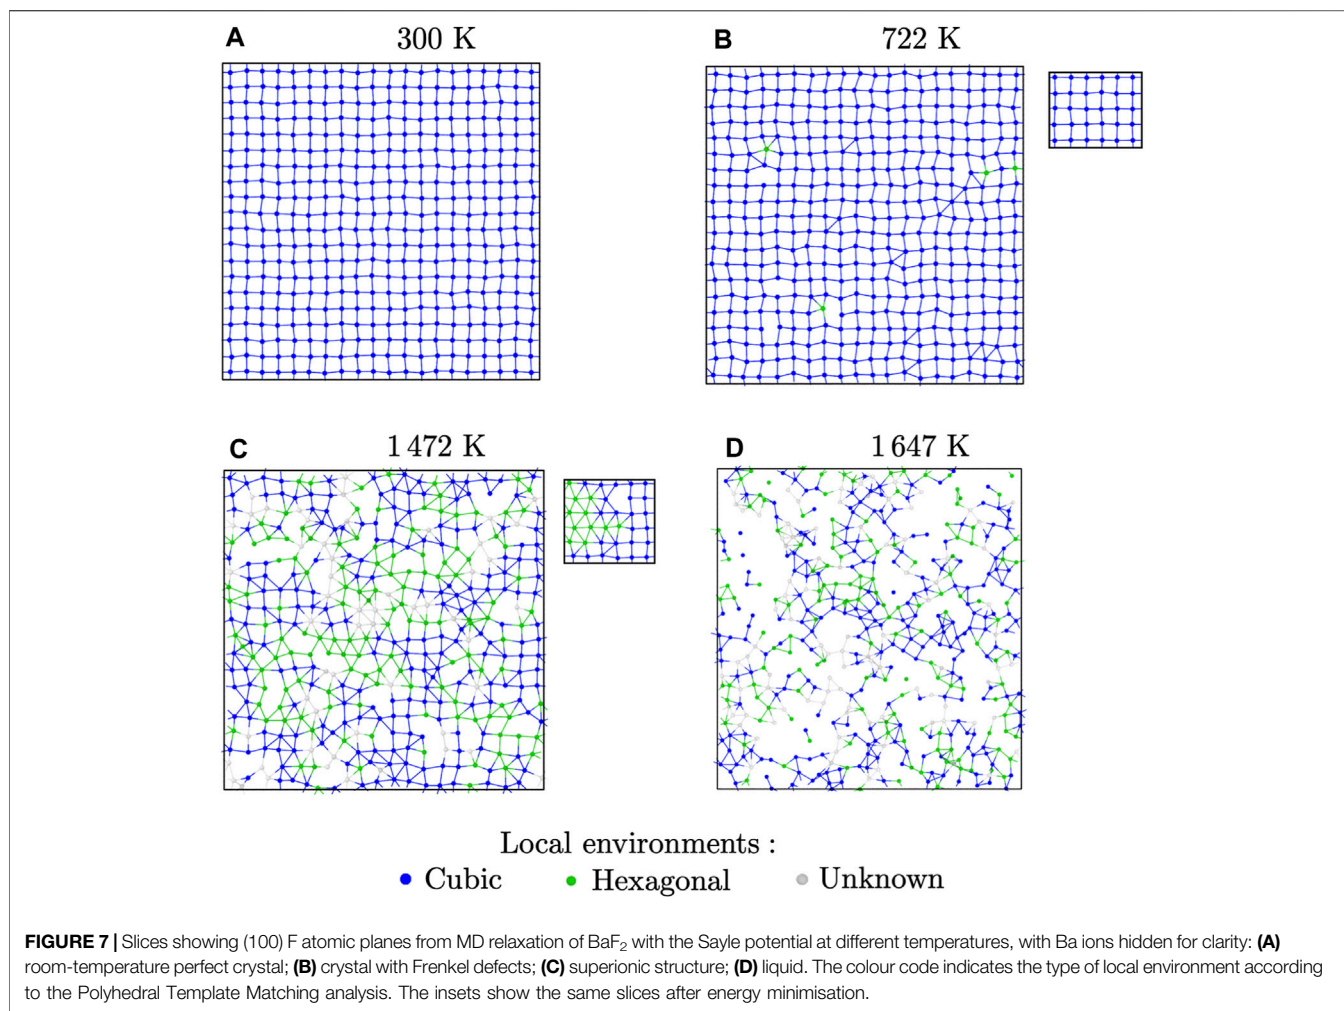 A
300 K
B
722 K
C
1 472 K
D
1 647 K
Local environments :
Cubic
Hexagonal
Unknown
FIGURE 7 | Slices showing (100) F atomic planes from MD relaxation of BaF₂ with the Sayle potential at different temperatures, with Ba ions hidden for clarity: (A)
room-temperature perfect crystal; (B) crystal with Frenkel defects; (C) superionic structure; (D) liquid. The colour code indicates the type of local environment according
to the Polyhedral Template Matching analysis. The insets show the same slices after energy minimisation.